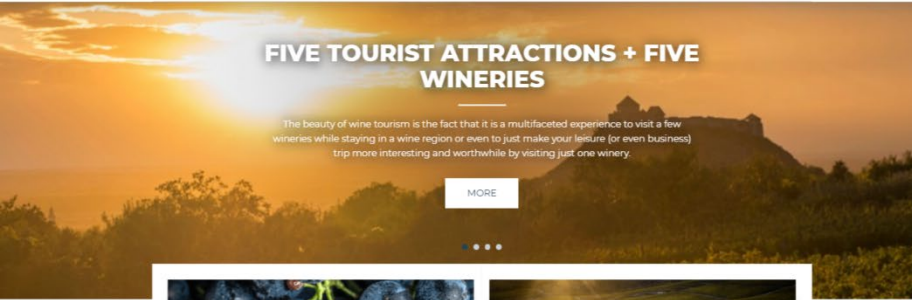 FIVE TOURIST ATTRACTIONS + FIVE
WINERIES
The beauty of wine tourism is the fact that it is a multifaceted experience to visit a few
wineries while staying in a wine region or even to just make your leisure (or even business)
trip more interesting and worthwhile by visiting just one winery.
MORE